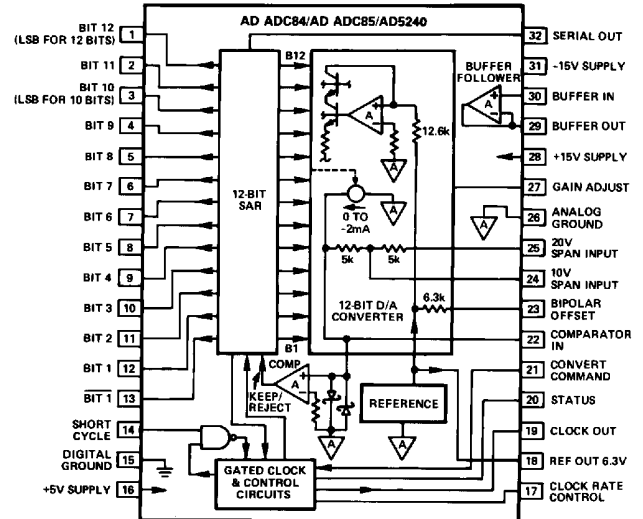 AD ADC84/AD ADC85/AD5240
BIT 12
(LSB FOR 12 BITS)
1
BIT 11
2
BIT 10
(LSB FOR 10 BITS)
3
BIT 9
4
BIT 8
5
BIT 7
6
BIT 6
7
BIT 5
8
BIT 4
9
BIT 3
10
BIT 2
11
BIT 1
12
BIT 1
13
SHORT
CYCLE
14
DIGITAL
GROUND
15
+5V SUPPLY
16
12-BIT
SAR
B12
B1
A
12.6k
A
A
0 TO
-2mA
5k
5k
6.3k
12-BIT D/A
CONVERTER
COMP
A
KEEP/
REJECT
A
REFERENCE
A
GATED CLOCK
& CONTROL
CIRCUITS
BUFFER
FOLLOWER
A
A
32
SERIAL OUT
31
-15V SUPPLY
30
BUFFER IN
29
BUFFER OUT
28
+15V SUPPLY
27
GAIN ADJUST
26
ANALOG
GROUND
25
20V
SPAN INPUT
24
10V
SPAN INPUT
23
BIPOLAR
OFFSET
22
COMPARATOR
IN
21
CONVERT
COMMAND
20
STATUS
19
CLOCK OUT
18
REF OUT 6.3V
17
CLOCK RATE
CONTROL